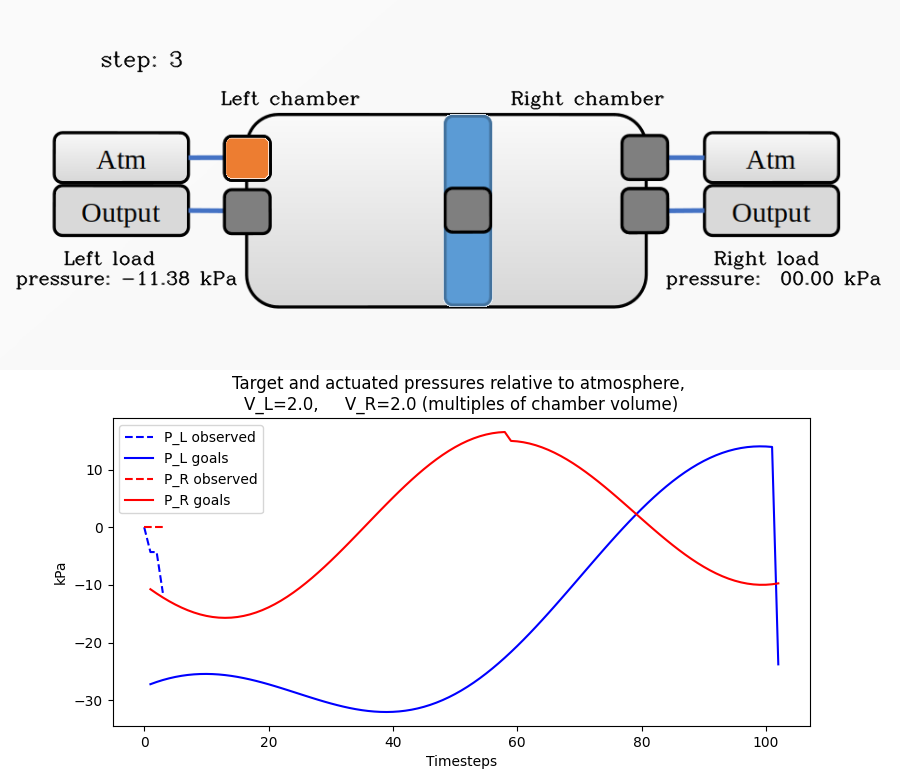 step: 3
Left chamber
Right chamber
Atm
Atm
Output
Output
Left load
pressure: −11.38 kPa
Right load
pressure: 00.00 kPa
Target and actuated pressures relative to atmosphere,
V_L=2.0, V_R=2.0 (multiples of chamber volume)
P_L observed
P_L goals
P_R observed
P_R goals
10
0
−10
−20
−30
kPa
0 20 40 60 80 100
Timesteps